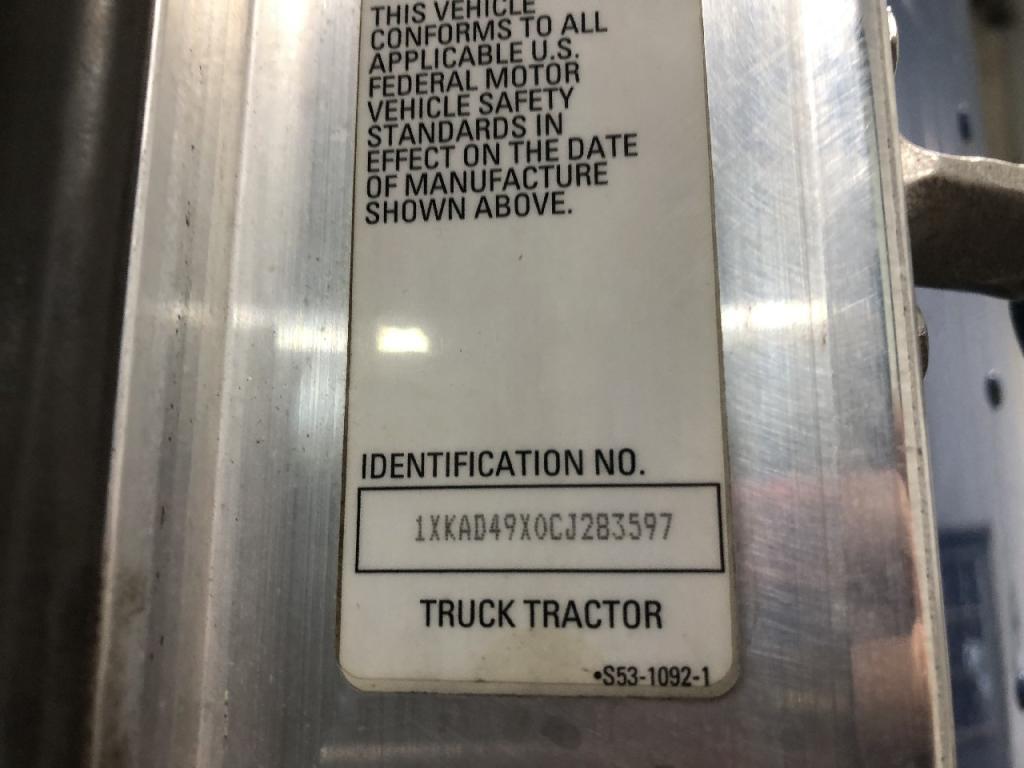 THIS VEHICLE
CONFORMS TO ALL
APPLICABLE U.S.
FEDERAL MOTOR
VEHICLE SAFETY
STANDARDS IN
EFFECT ON THE DATE
OF MANUFACTURE
SHOWN ABOVE.
IDENTIFICATION NO.
1XKAD49X0CJ283597
TRUCK TRACTOR
•S53-1092-1